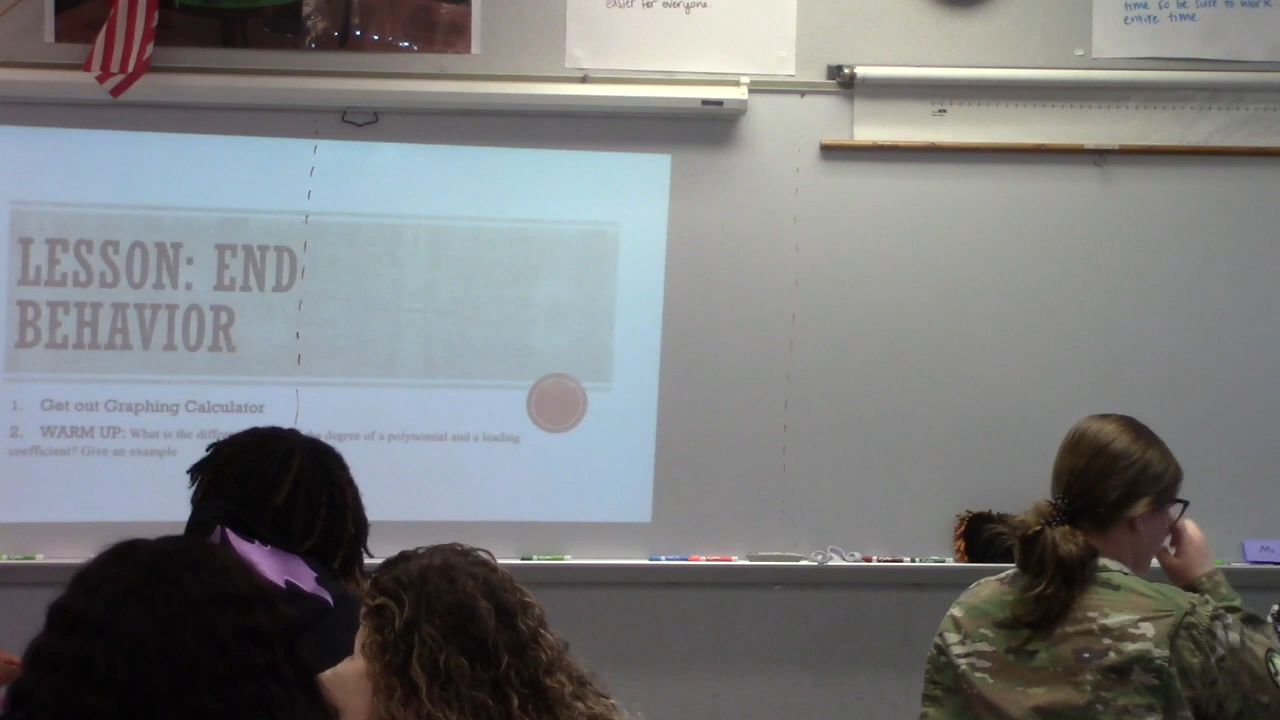 easier for everyone.
time so be sure to work
entire time
LESSON: END
BEHAVIOR
1. Get out Graphing Calculator
2. WARM UP: What is the the degree of a polynomial and a leading
coefficient? Give an example